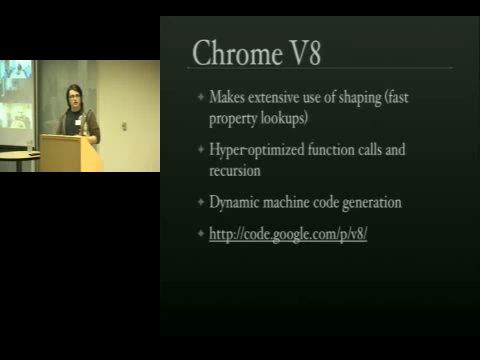 Chrome V8
Makes extensive use of shaping (fast
property lookups)
Hyper-optimized function calls and
recursion
Dynamic machine code generation
http://code.google.com/p/v8/